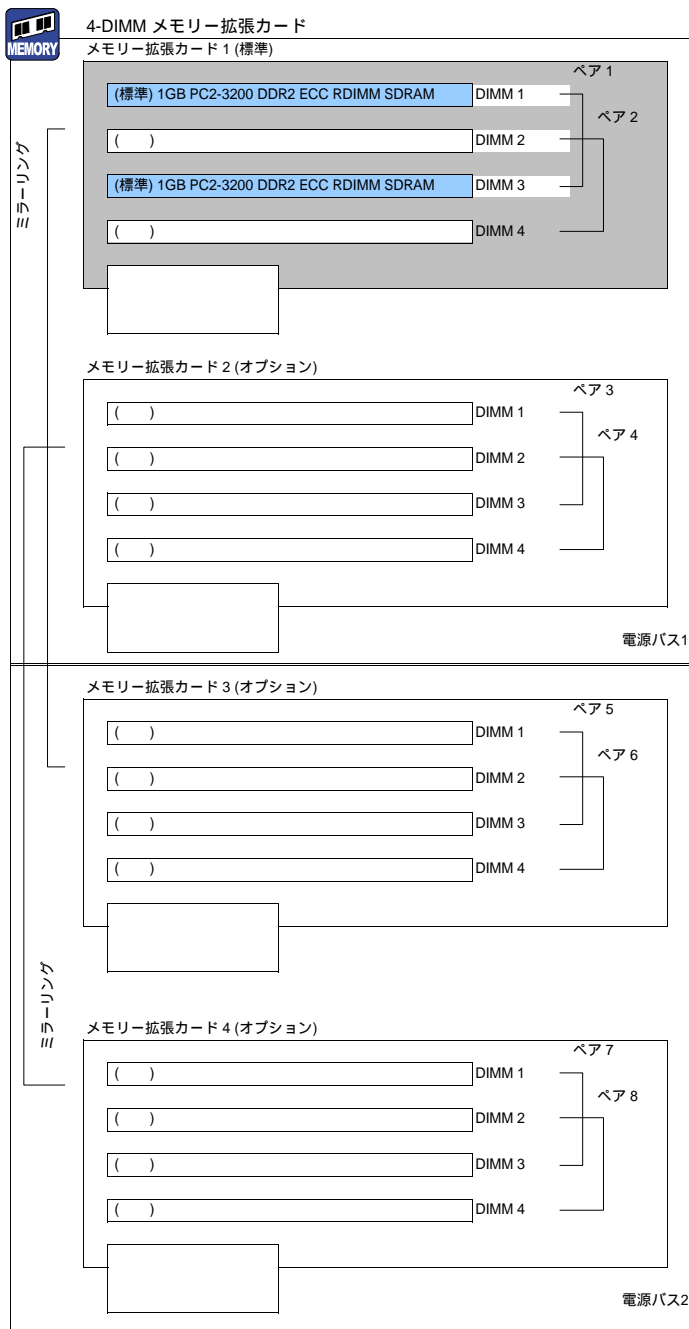 4-DIMM メモリー拡張カード
MEMORY
メモリー拡張カード 1 (標準)
ペア 1
(標準) 1GB PC2-3200 DDR2 ECC RDIMM SDRAM DIMM 1
ペア 2
( ) DIMM 2
ミラーリング
(標準) 1GB PC2-3200 DDR2 ECC RDIMM SDRAM DIMM 3
( ) DIMM 4
メモリー拡張カード 2 (オプション)
ペア 3
( ) DIMM 1
ペア 4
( ) DIMM 2
( ) DIMM 3
( ) DIMM 4
電源バス1
メモリー拡張カード 3 (オプション)
ペア 5
( ) DIMM 1
ペア 6
( ) DIMM 2
( ) DIMM 3
( ) DIMM 4
ミラーリング
メモリー拡張カード 4 (オプション)
ペア 7
( ) DIMM 1
ペア 8
( ) DIMM 2
( ) DIMM 3
( ) DIMM 4
電源バス2